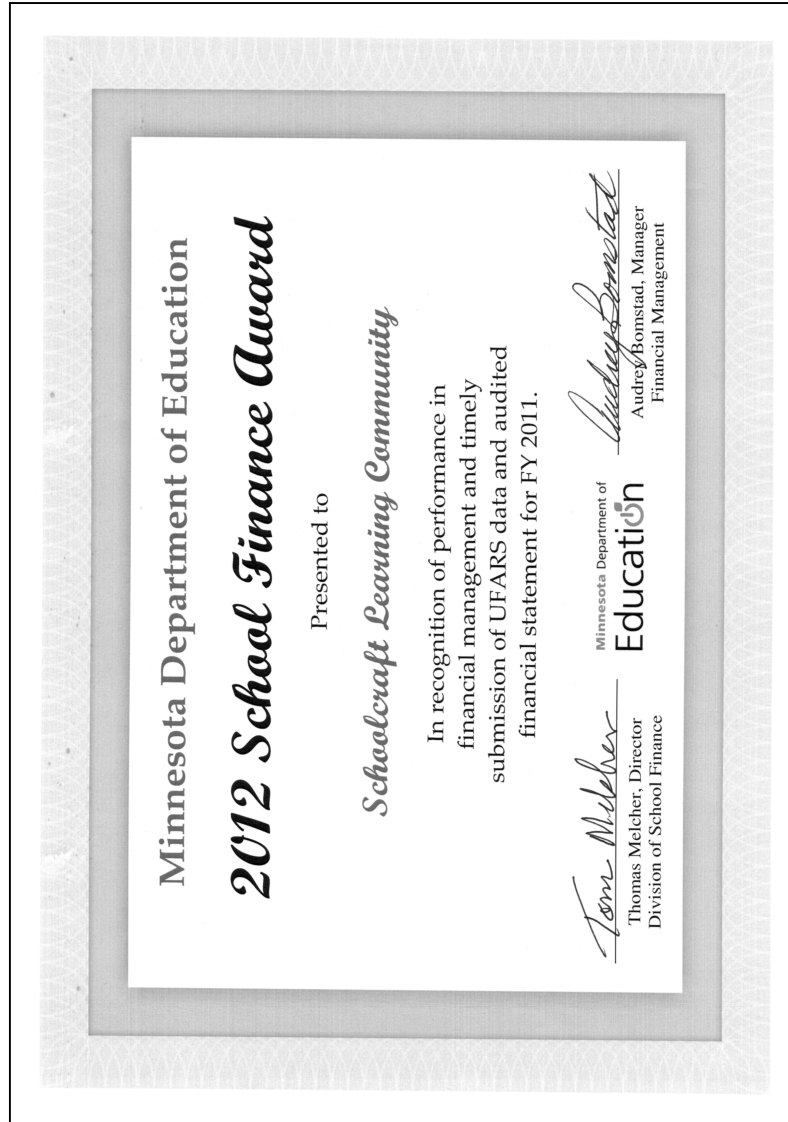 Minnesota Department of Education
2012 School Finance Award
Presented to
Schoolcraft Learning Community
In recognition of performance in
financial management and timely
submission of UFARS data and audited
financial statement for FY 2011.
Tom Melcher
Thomas Melcher, Director
Division of School Finance
Minnesota Department of
Education
Audrey Bomstad
Audrey Bomstad, Manager
Financial Management